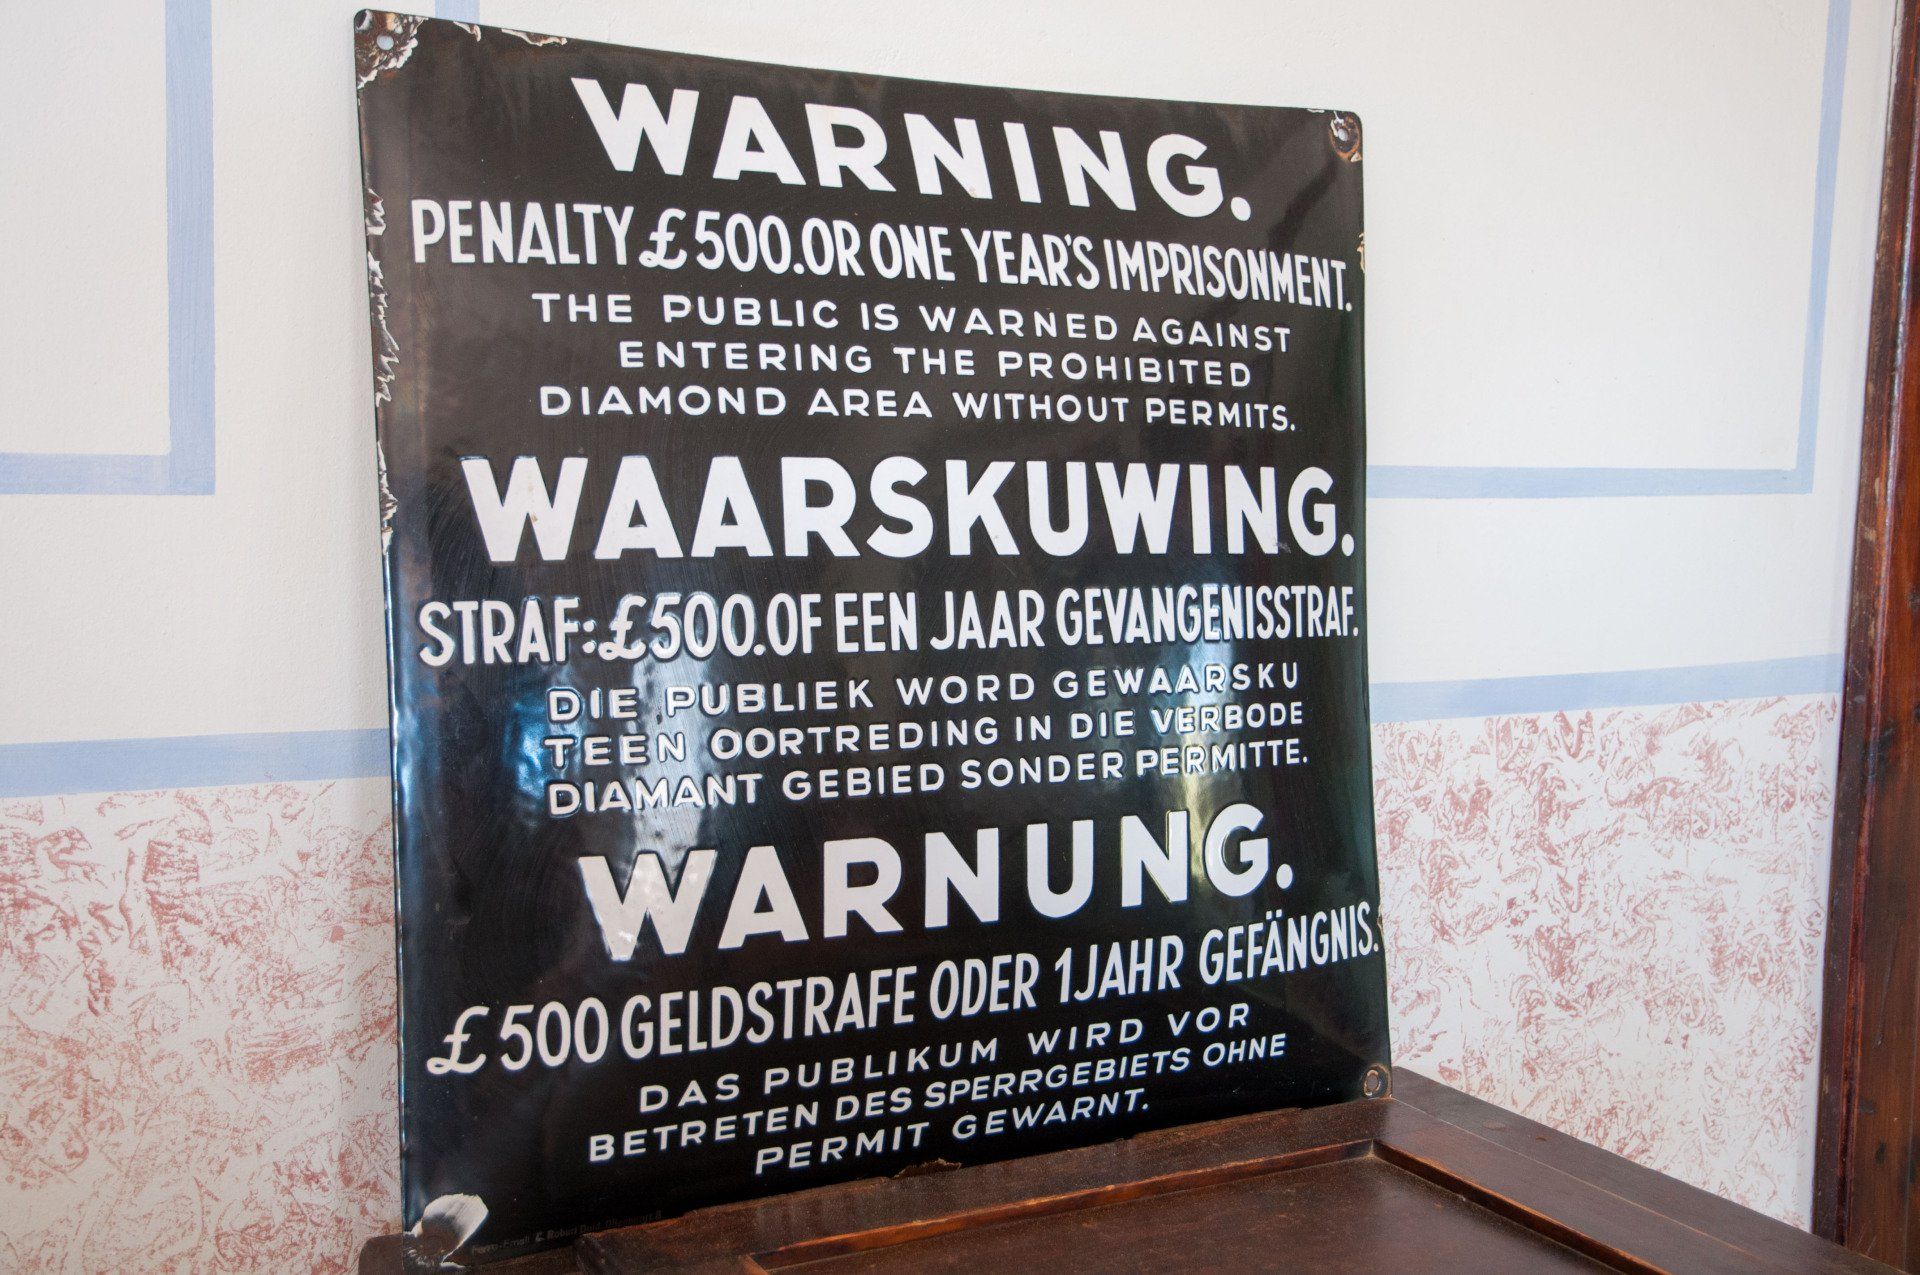 WARNING.
PENALTY £500.OR ONE YEAR'S IMPRISONMENT.
THE PUBLIC IS WARNED AGAINST
ENTERING THE PROHIBITED
DIAMOND AREA WITHOUT PERMITS.
WAARSKUWING.
STRAF:£500.OF EEN JAAR GEVANGENISSTRAF.
DIE PUBLIEK WORD GEWAARSKU
TEEN OORTREDING IN DIE VERBODE
DIAMANT GEBIED SONDER PERMITTE.
WARNUNG.
£500 GELDSTRAFE ODER 1 JAHR GEFÄNGNIS.
DAS PUBLIKUM WIRD VOR
BETRETEN DES SPERRGEBIETS OHNE
PERMIT GEWARNT.